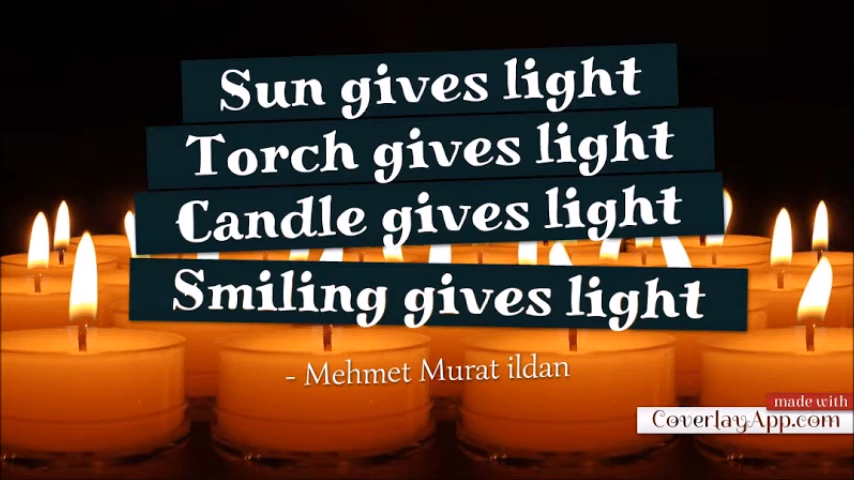 Sun gives light
Torch gives light
Candle gives light
Smiling gives light
- Mehmet Murat ildan
made with
CoverlayApp.com